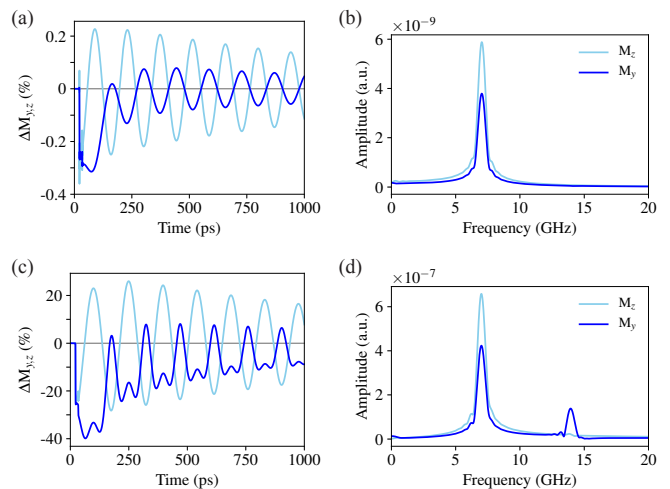 (a)
0.2
0
-0.2
-0.4
ΔM_{y,z} (%)
0 250 500 750 1000
Time (ps)
(b)
×10⁻⁹
6
4
2
0
Amplitude (a.u.)
M_z
M_y
0 5 10 15 20
Frequency (GHz)
(c)
20
0
-20
-40
ΔM_{y,z} (%)
0 250 500 750 1000
Time (ps)
(d)
×10⁻⁷
6
4
2
0
Amplitude (a.u.)
M_z
M_y
0 5 10 15 20
Frequency (GHz)